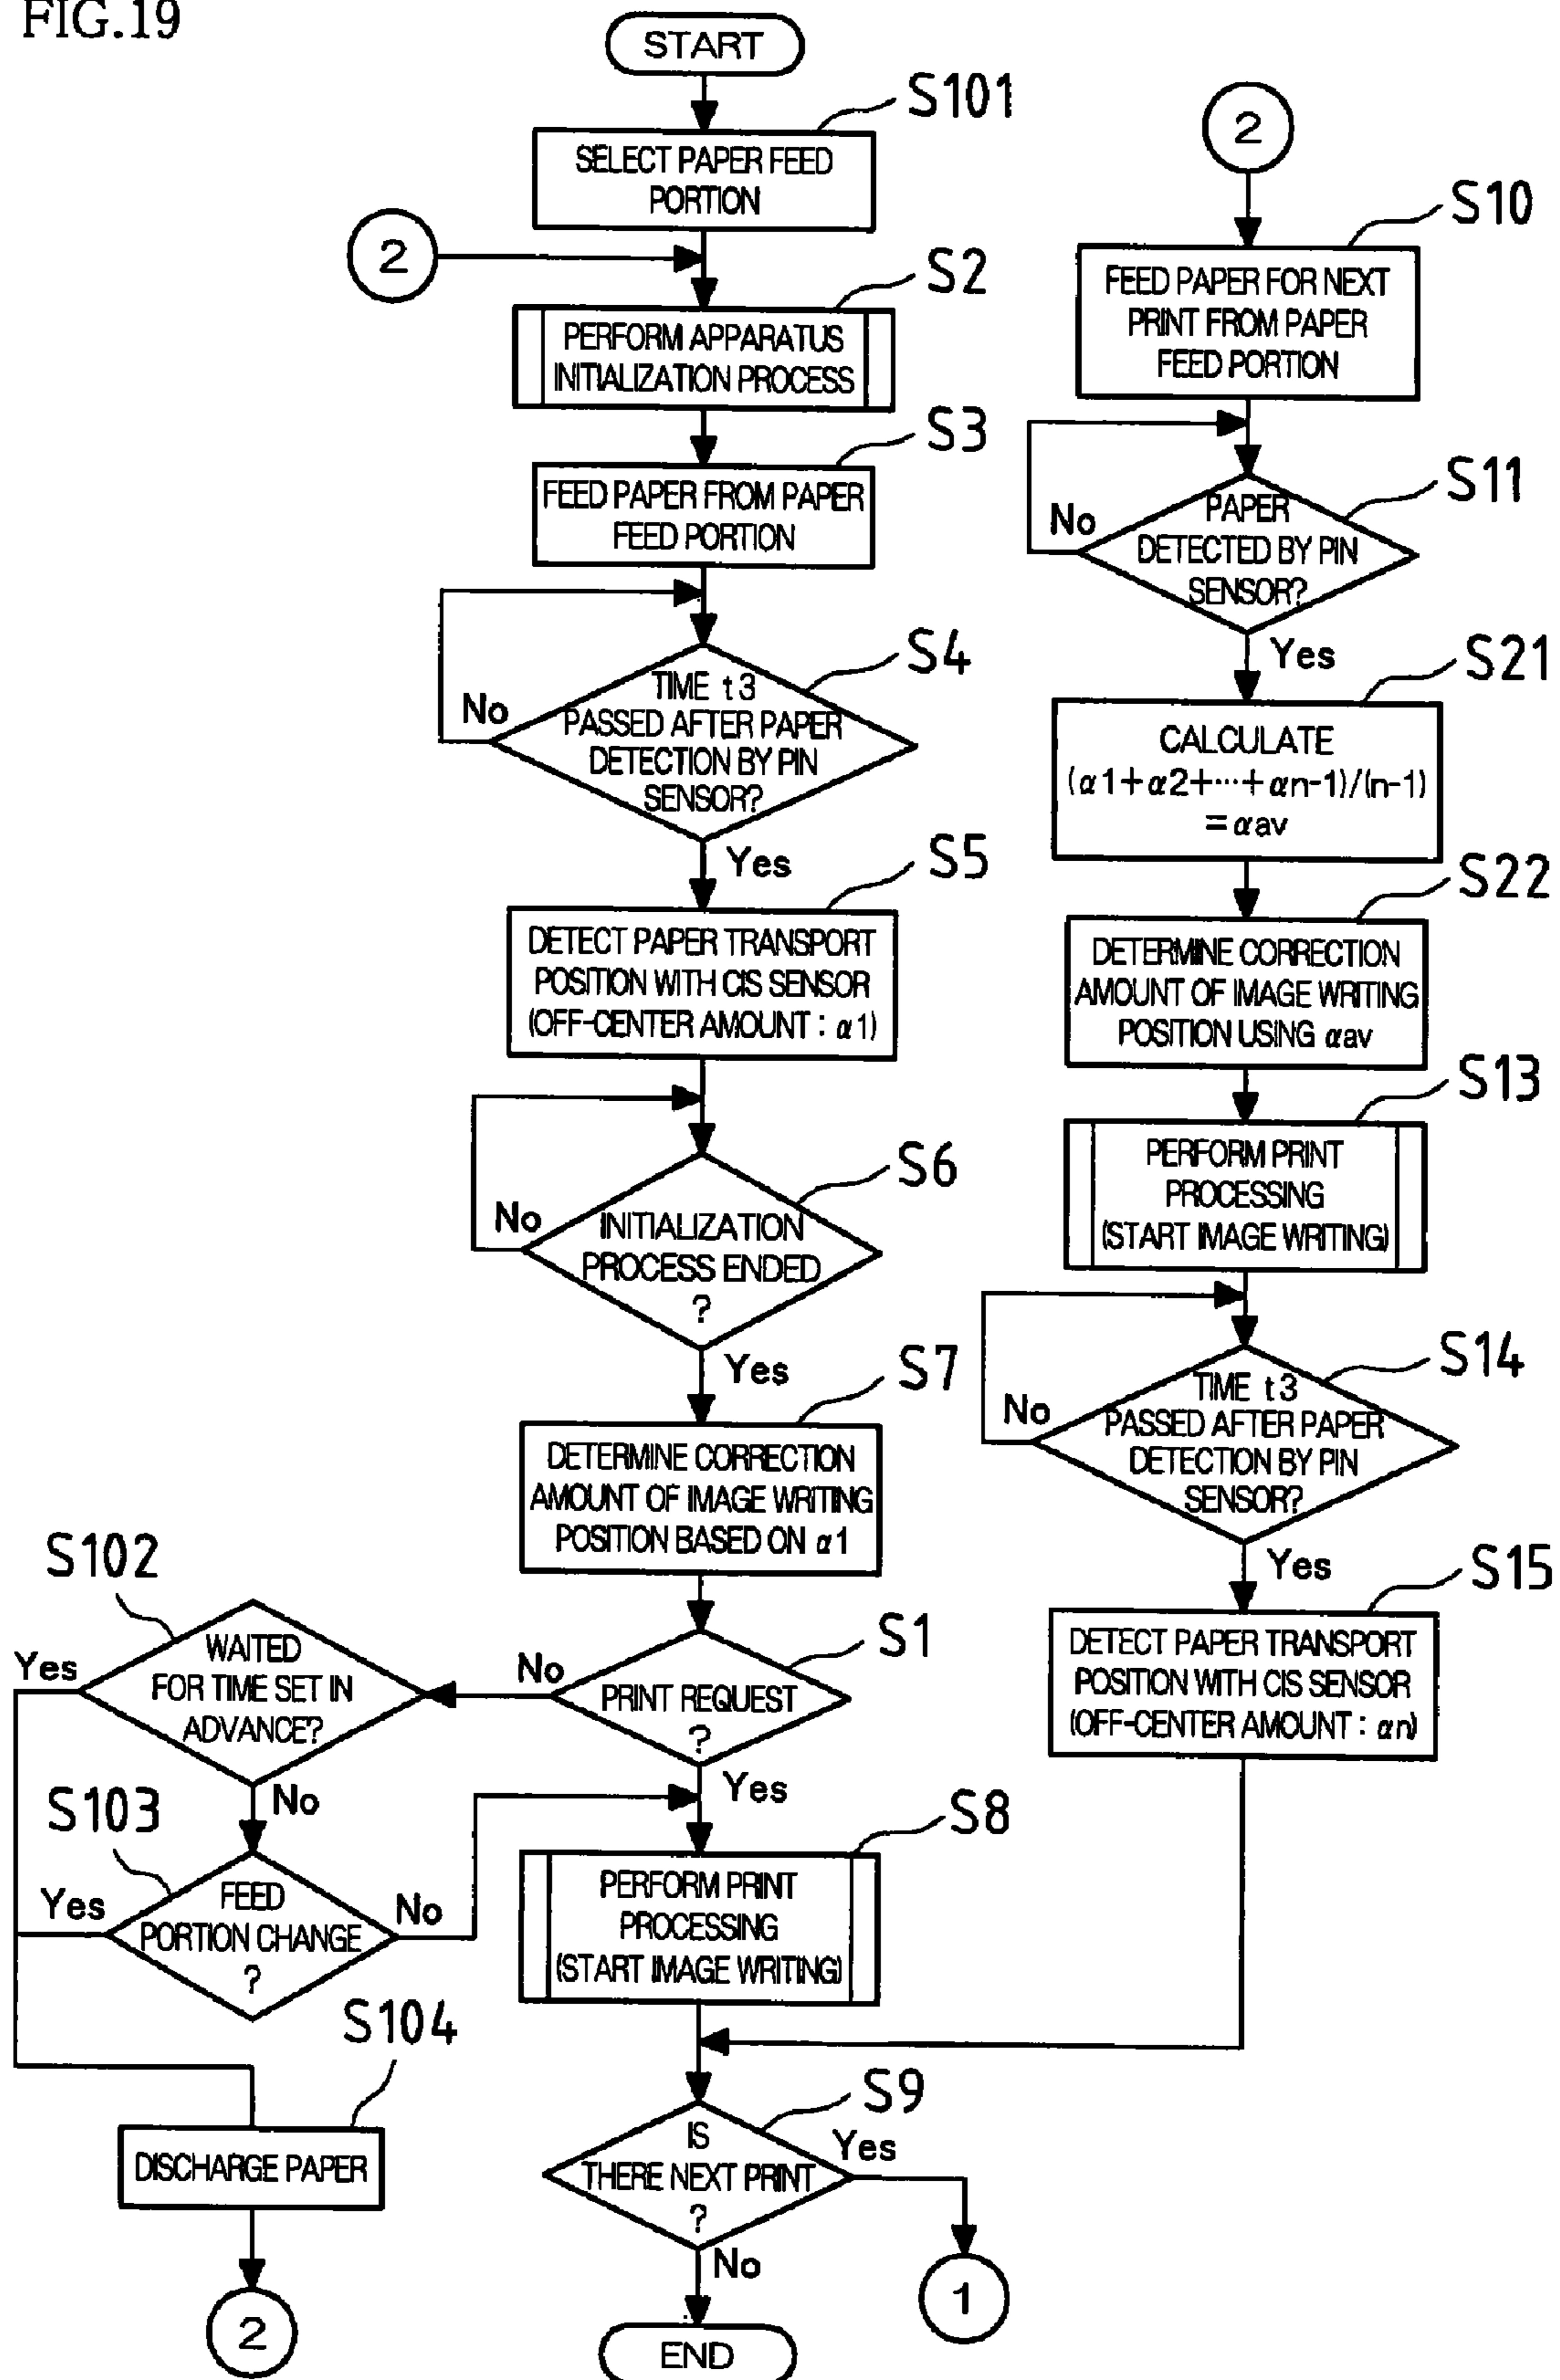 FIG.19
START
S101
SELECT PAPER FEED
PORTION
2
S2
PERFORM APPARATUS
INITIALIZATION PROCESS
S3
FEED PAPER FROM PAPER
FEED PORTION
S4
TIME t3
PASSED AFTER PAPER
DETECTION BY PIN
SENSOR?
No
Yes
S5
DETECT PAPER TRANSPORT
POSITION WITH CIS SENSOR
(OFF-CENTER AMOUNT : α1)
S6
INITIALIZATION
PROCESS ENDED
?
No
Yes
S7
DETERMINE CORRECTION
AMOUNT OF IMAGE WRITING
POSITION BASED ON α1
S1
PRINT REQUEST
?
No
Yes
S102
WAITED
FOR TIME SET IN
ADVANCE?
Yes
No
S103
FEED
PORTION CHANGE
?
Yes
No
S104
DISCHARGE PAPER
2
S8
PERFORM PRINT
PROCESSING
(START IMAGE WRITING)
S9
IS
THERE NEXT PRINT
?
Yes
No
1
END
2
S10
FEED PAPER FOR NEXT
PRINT FROM PAPER
FEED PORTION
S11
PAPER
DETECTED BY PIN
SENSOR?
No
Yes
S21
CALCULATE
(α1+α2+···+αn-1)/(n-1)
=αav
S22
DETERMINE CORRECTION
AMOUNT OF IMAGE WRITING
POSITION USING αav
S13
PERFORM PRINT
PROCESSING
(START IMAGE WRITING)
S14
TIME t3
PASSED AFTER PAPER
DETECTION BY PIN
SENSOR?
No
Yes
S15
DETECT PAPER TRANSPORT
POSITION WITH CIS SENSOR
(OFF-CENTER AMOUNT : αn)